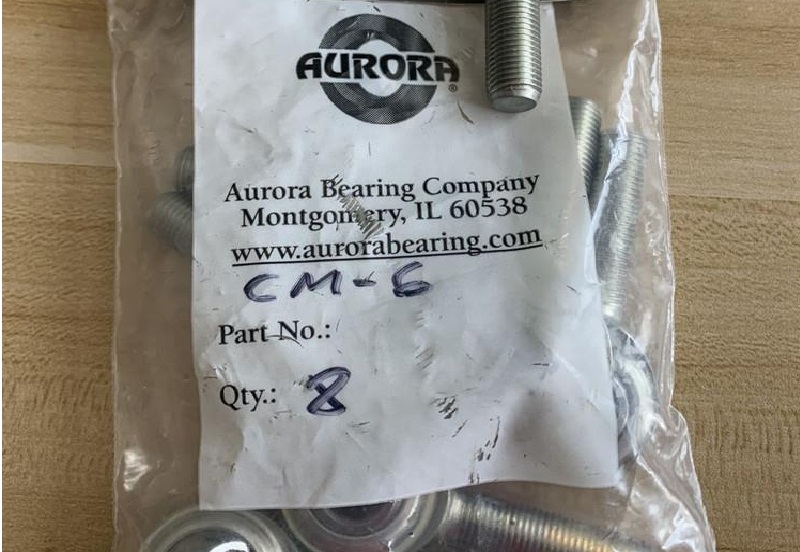 AURORA®
Aurora Bearing Company
Montgomery, IL 60538
www.aurorabearing.com
CM-6
Part No.:
Qty.: 8